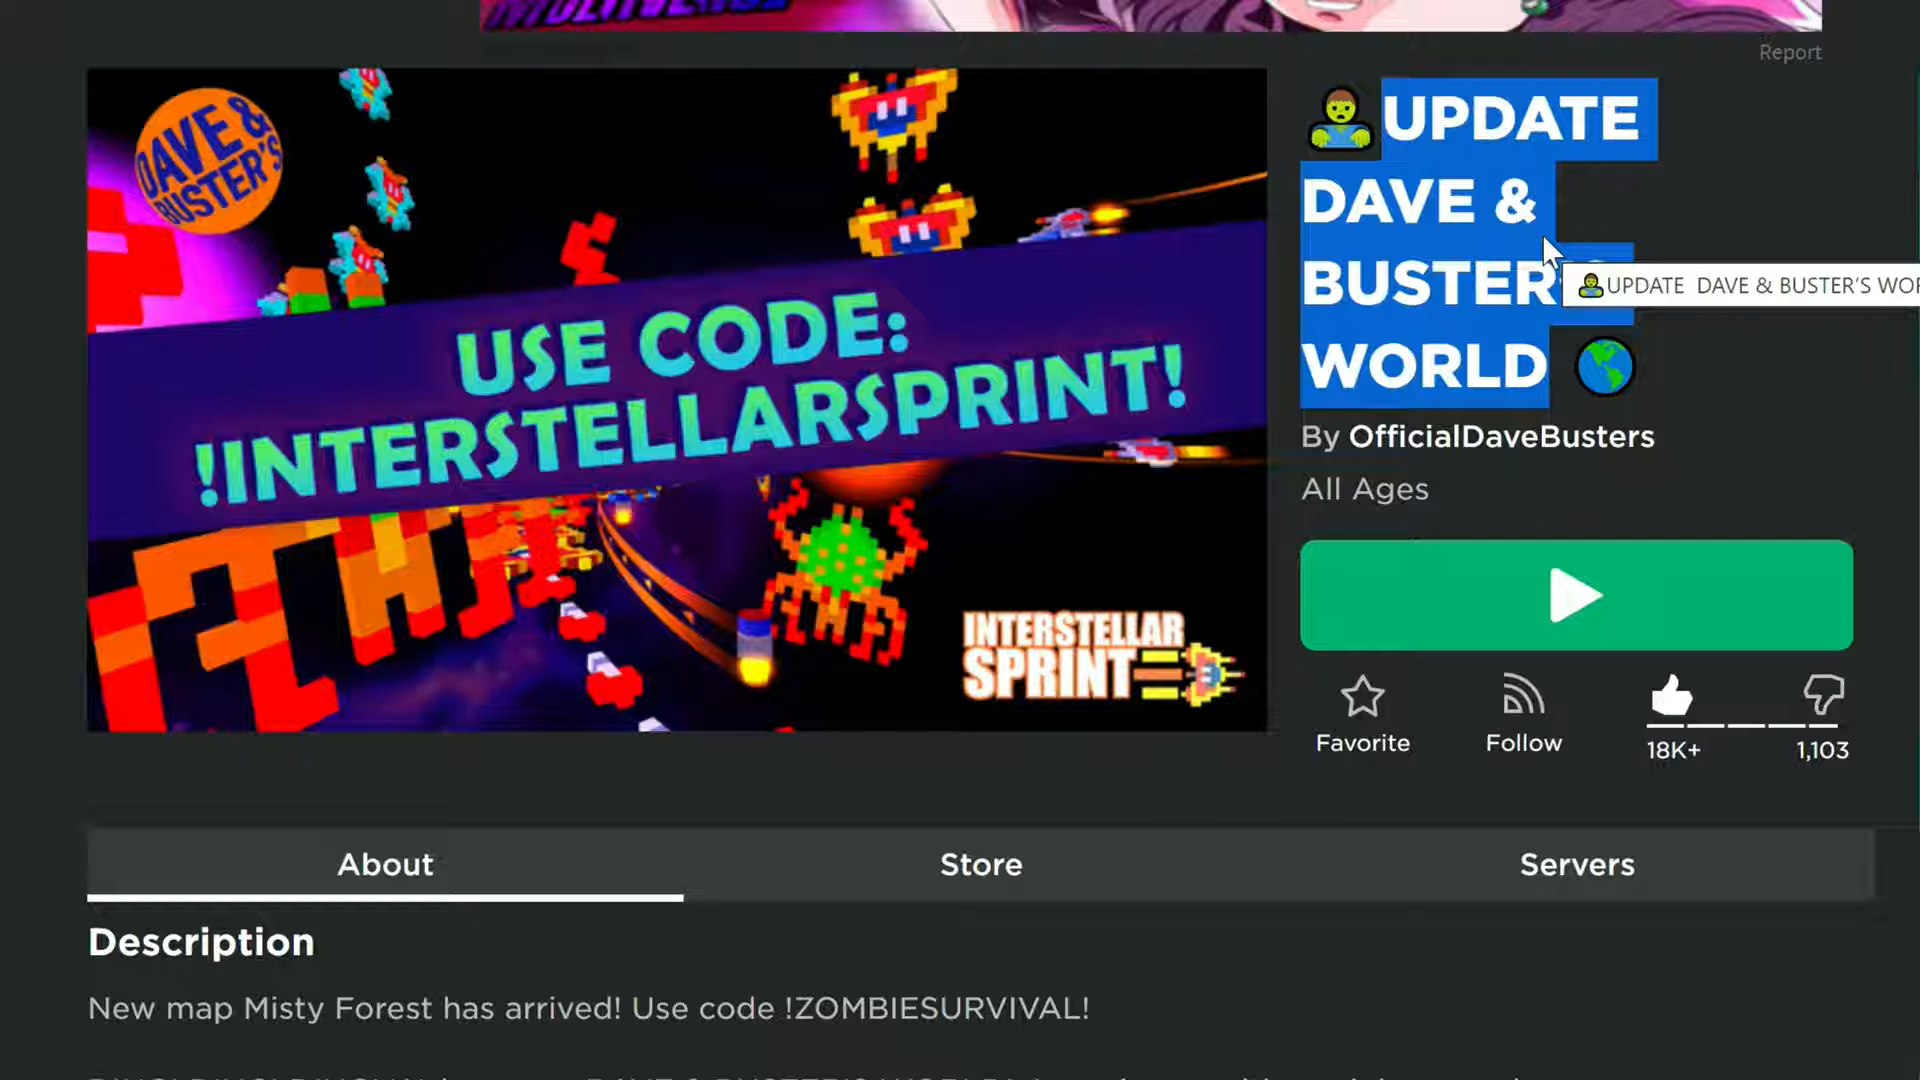 Report
DAVE &
BUSTER'S
USE CODE:
!INTERSTELLARSPRINT!
INTERSTELLAR
SPRINT
UPDATE
DAVE &
BUSTER
WORLD
UPDATE DAVE & BUSTER'S WOR
By OfficialDaveBusters
All Ages
Favorite
Follow
18K+
1,103
About
Store
Servers
Description
New map Misty Forest has arrived! Use code !ZOMBIESURVIVAL!